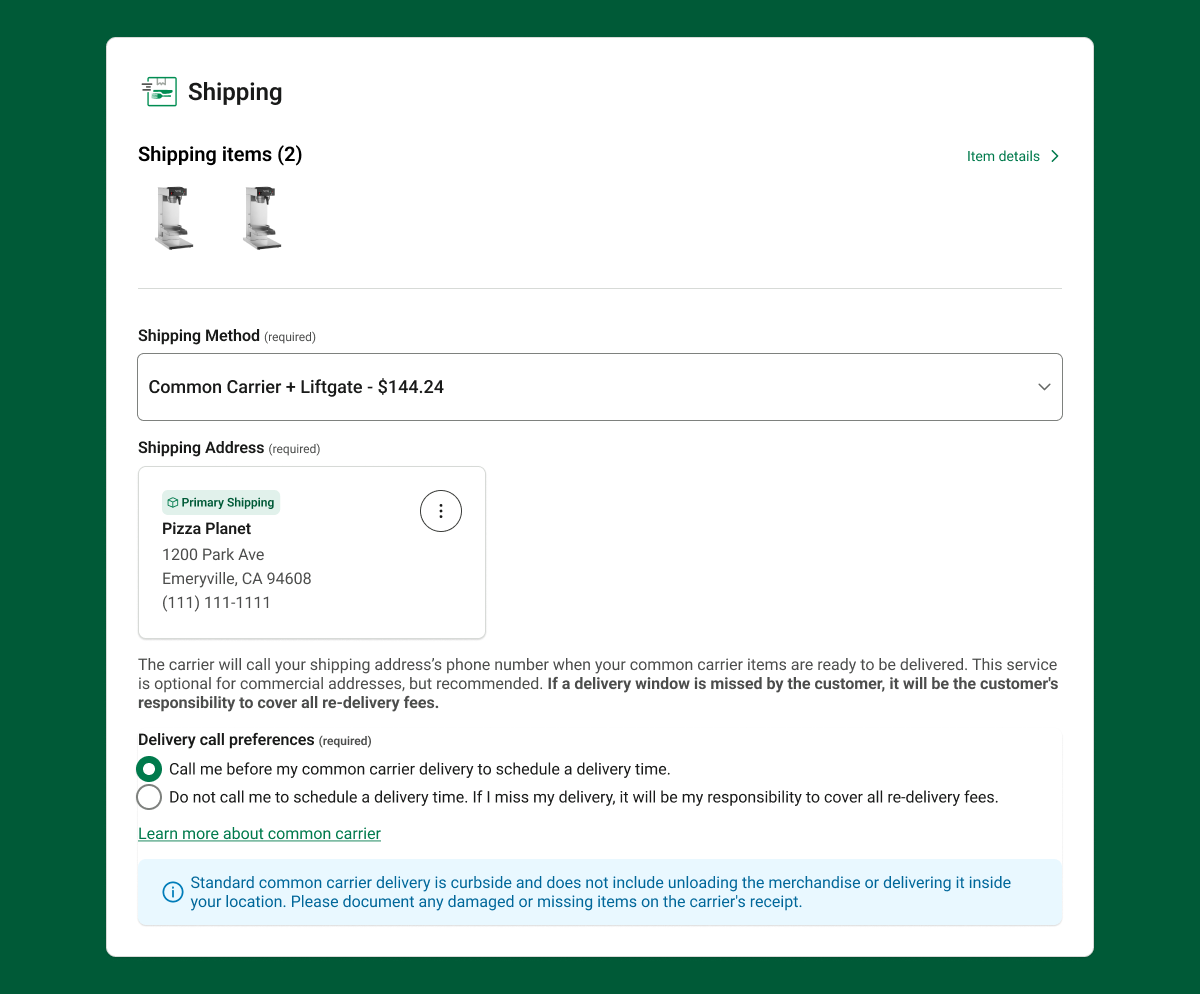 Shipping
Shipping items (2)
Item details
Shipping Method (required)
Common Carrier + Liftgate - $144.24
Shipping Address (required)
Primary Shipping
Pizza Planet
1200 Park Ave
Emeryville, CA 94608
(111) 111-1111
The carrier will call your shipping address’s phone number when your common carrier items are ready to be delivered. This service
is optional for commercial addresses, but recommended. If a delivery window is missed by the customer, it will be the customer's
responsibility to cover all re-delivery fees.
Delivery call preferences (required)
Call me before my common carrier delivery to schedule a delivery time.
Do not call me to schedule a delivery time. If I miss my delivery, it will be my responsibility to cover all re-delivery fees.
Learn more about common carrier
Standard common carrier delivery is curbside and does not include unloading the merchandise or delivering it inside
your location. Please document any damaged or missing items on the carrier's receipt.